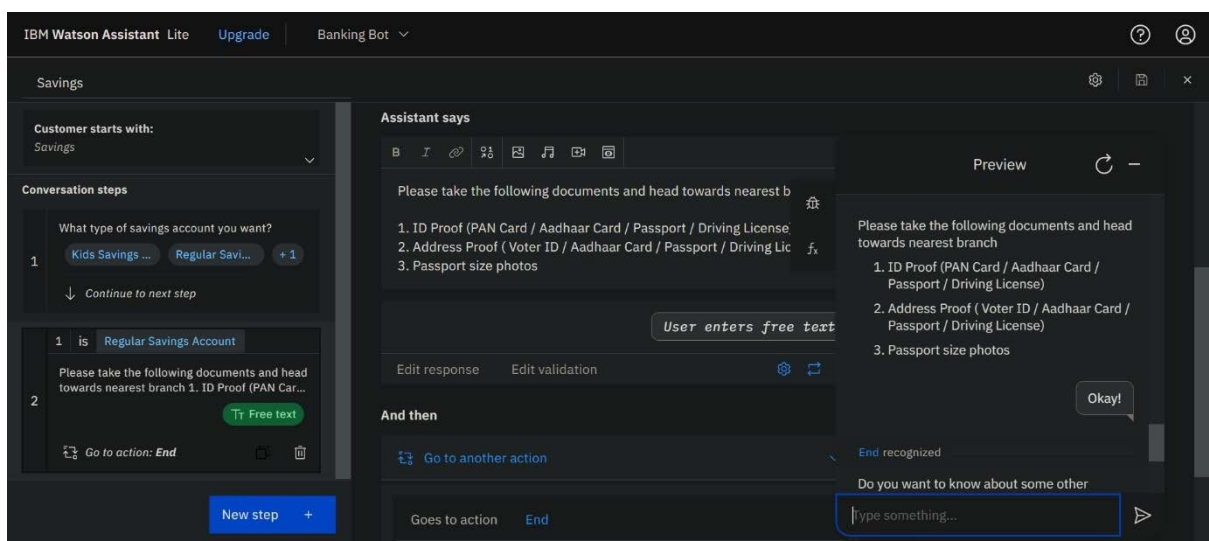 IBM Watson Assistant Lite Upgrade Banking Bot
Savings
Customer starts with:
Savings
Conversation steps
1
What type of savings account you want?
Kids Savings ... Regular Savi... + 1
Continue to next step
2
1 is Regular Savings Account
Please take the following documents and head
towards nearest branch 1. ID Proof (PAN Car...
Free text
Go to action: End
New step +
Assistant says
B I
Please take the following documents and head towards nearest b
1. ID Proof (PAN Card / Aadhaar Card / Passport / Driving License
2. Address Proof ( Voter ID / Aadhaar Card / Passport / Driving Lic
3. Passport size photos
User enters free text
Edit response Edit validation
And then
Go to another action
Goes to action End
Preview
Please take the following documents and head
towards nearest branch
1. ID Proof (PAN Card / Aadhaar Card /
Passport / Driving License)
2. Address Proof ( Voter ID / Aadhaar Card /
Passport / Driving License)
3. Passport size photos
Okay!
End recognized
Do you want to know about some other
Type something...